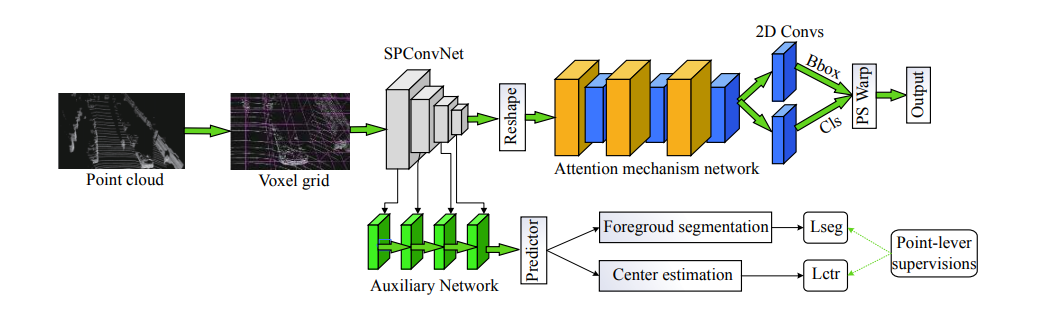 2D Convs
SPConvNet
Bbox
Reshape
PS Warp
Output
Cls
Point cloud
Voxel grid
Attention mechanism network
Predictor
Foregroud segmentation
Lseg
Point-lever
supervisions
Center estimation
Lctr
Auxiliary Network